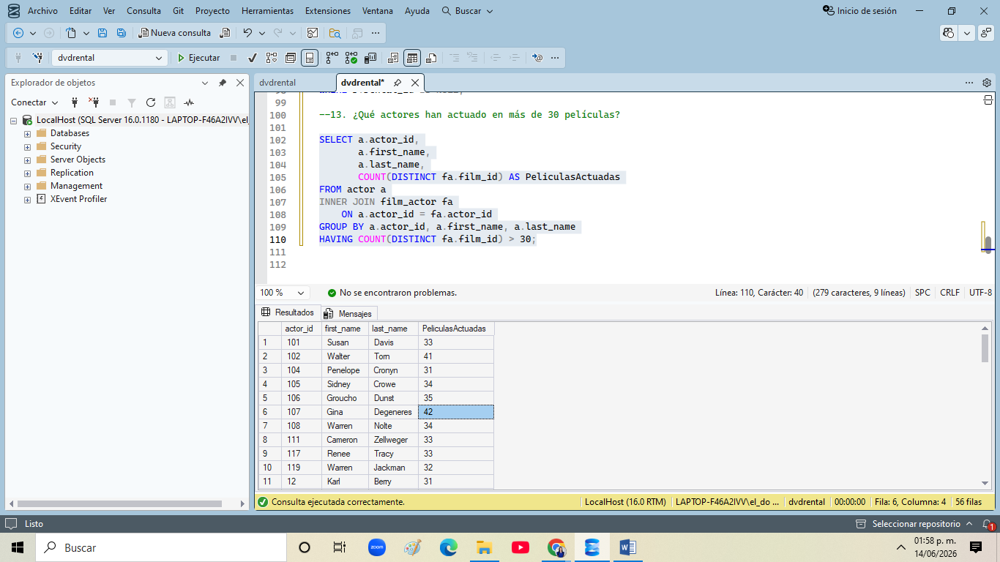 Archivo Editar Ver Consulta Git Proyecto Herramientas Extensiones Ventana Ayuda Buscar Inicio de sesión
Nueva consulta
dvdrental Ejecutar
Explorador de objetos
Conectar
LocalHost (SQL Server 16.0.1180 - LAPTOP-F46A2IVV\el_
Databases
Security
Server Objects
Replication
Management
XEvent Profiler
dvdrental dvdrental*
99
100 --13. ¿Qué actores han actuado en más de 30 películas?
101
102 SELECT a.actor_id,
103 a.first_name,
104 a.last_name,
105 COUNT(DISTINCT fa.film_id) AS PeliculasActuadas
106 FROM actor a
107 INNER JOIN film_actor fa
108 ON a.actor_id = fa.actor_id
109 GROUP BY a.actor_id, a.first_name, a.last_name
110 HAVING COUNT(DISTINCT fa.film_id) > 30;
111
112
100 % No se encontraron problemas. Línea: 110, Carácter: 40 (279 caracteres, 9 líneas) SPC CRLF UTF-8
Resultados Mensajes
actor_id first_name last_name PeliculasActuadas
1 101 Susan Davis 33
2 102 Walter Torn 41
3 104 Penelope Cronyn 31
4 105 Sidney Crowe 34
5 106 Groucho Dunst 35
6 107 Gina Degeneres 42
7 108 Warren Nolte 34
8 111 Cameron Zellweger 33
9 117 Renee Tracy 33
10 119 Warren Jackman 32
11 12 Karl Berry 31
Consulta ejecutada correctamente. LocalHost (16.0 RTM) LAPTOP-F46A2IVV\el_do ... dvdrental 00:00:00 Fila: 6, Columna: 4 56 filas
Listo Seleccionar repositorio 1
Buscar zoom 01:58 p. m.
14/06/2026